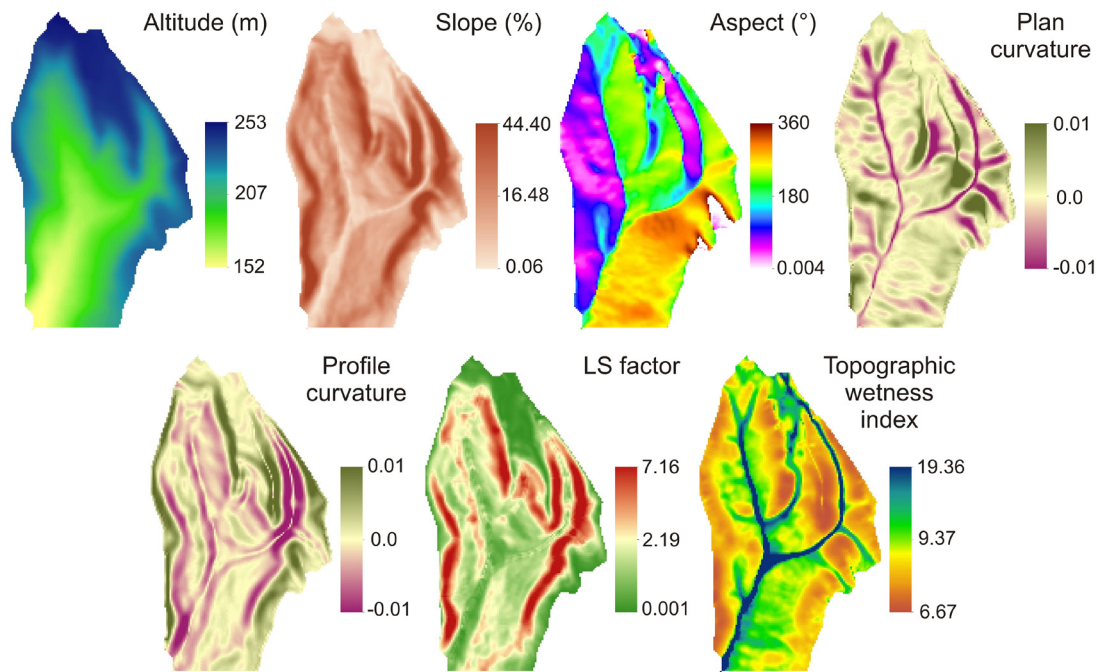 Altitude (m)
253
207
152
Slope (%)
44.40
16.48
0.06
Aspect (°)
360
180
0.004
Plan
curvature
0.01
0.0
-0.01
Profile
curvature
0.01
0.0
-0.01
LS factor
7.16
2.19
0.001
Topographic
wetness
index
19.36
9.37
6.67